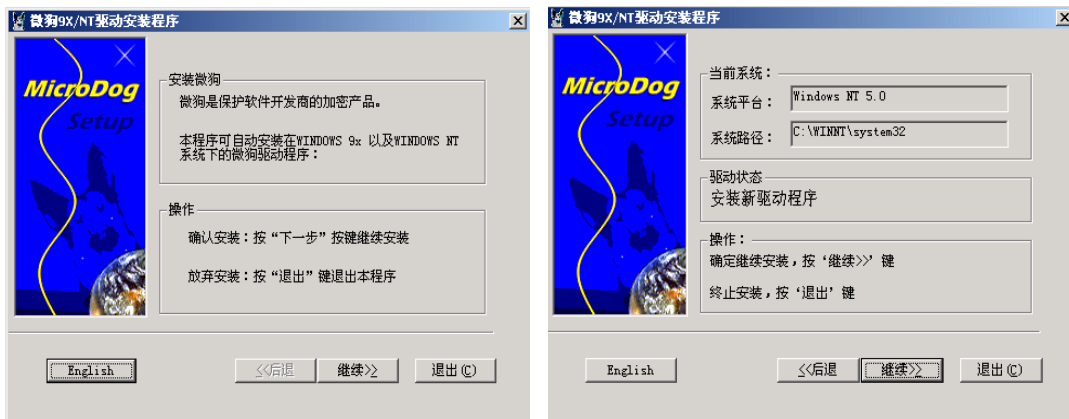 微狗9X/NT驱动安装程序
MicroDog
Setup
安装微狗
微狗是保护软件开发商的加密产品。
本程序可自动安装在WINDOWS 9x 以及WINDOWS NT
系统下的微狗驱动程序：
操作
确认安装：按“下一步”按键继续安装
放弃安装：按“退出”键退出本程序
English
<<后退
继续>>
退出(C)
微狗9X/NT驱动安装程序
MicroDog
Setup
当前系统：
系统平台：
Windows NT 5.0
系统路径：
C:\WINNT\system32
驱动状态
安装新驱动程序
操作：
确定继续安装，按‘继续>>’键
终止安装，按‘退出’键
English
<<后退
继续>>
退出(C)